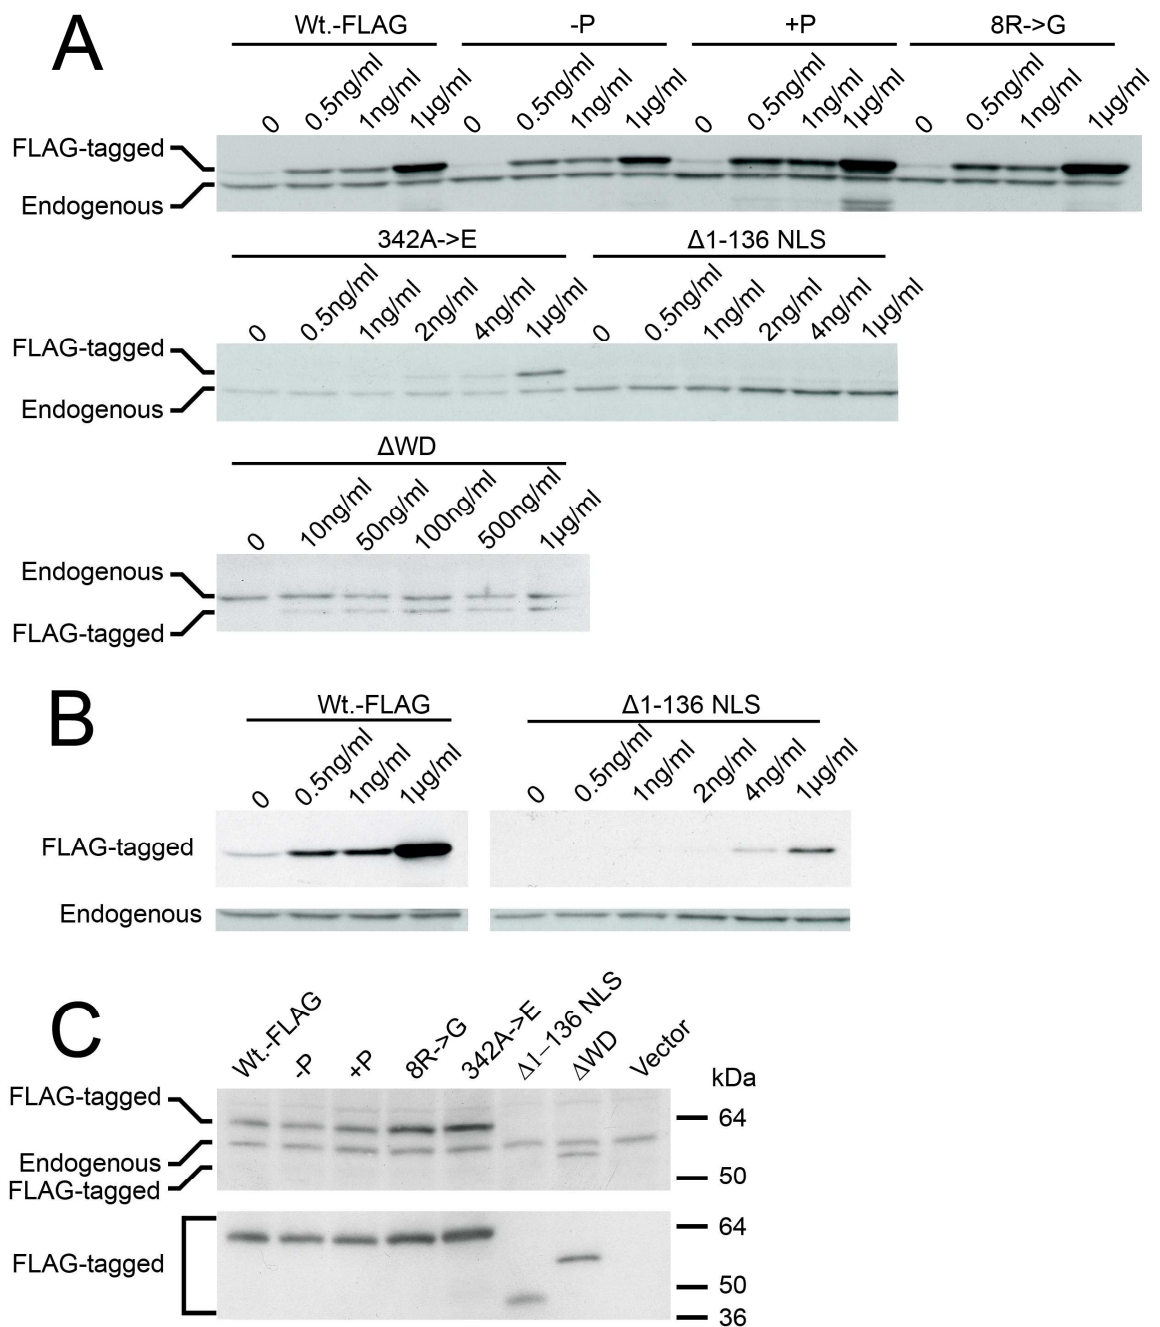 A
Wt.-FLAG -P +P 8R->G
0 0.5ng/ml 1ng/ml 1µg/ml 0 0.5ng/ml 1ng/ml 1µg/ml 0 0.5ng/ml 1ng/ml 1µg/ml 0 0.5ng/ml 1ng/ml 1µg/ml
FLAG-tagged
Endogenous
342A->E Δ1-136 NLS
0 0.5ng/ml 1ng/ml 2ng/ml 4ng/ml 1µg/ml 0 0.5ng/ml 1ng/ml 2ng/ml 4ng/ml 1µg/ml
FLAG-tagged
Endogenous
ΔWD
0 10ng/ml 50ng/ml 100ng/ml 500ng/ml 1µg/ml
Endogenous
FLAG-tagged
B
Wt.-FLAG Δ1-136 NLS
0 0.5ng/ml 1ng/ml 1µg/ml 0 0.5ng/ml 1ng/ml 2ng/ml 4ng/ml 1µg/ml
FLAG-tagged
Endogenous
C
Wt.-FLAG -P +P 8R->G 342A->E Δ1-136 NLS ΔWD Vector
kDa
FLAG-tagged
64
Endogenous
50
FLAG-tagged
64
FLAG-tagged
50
36